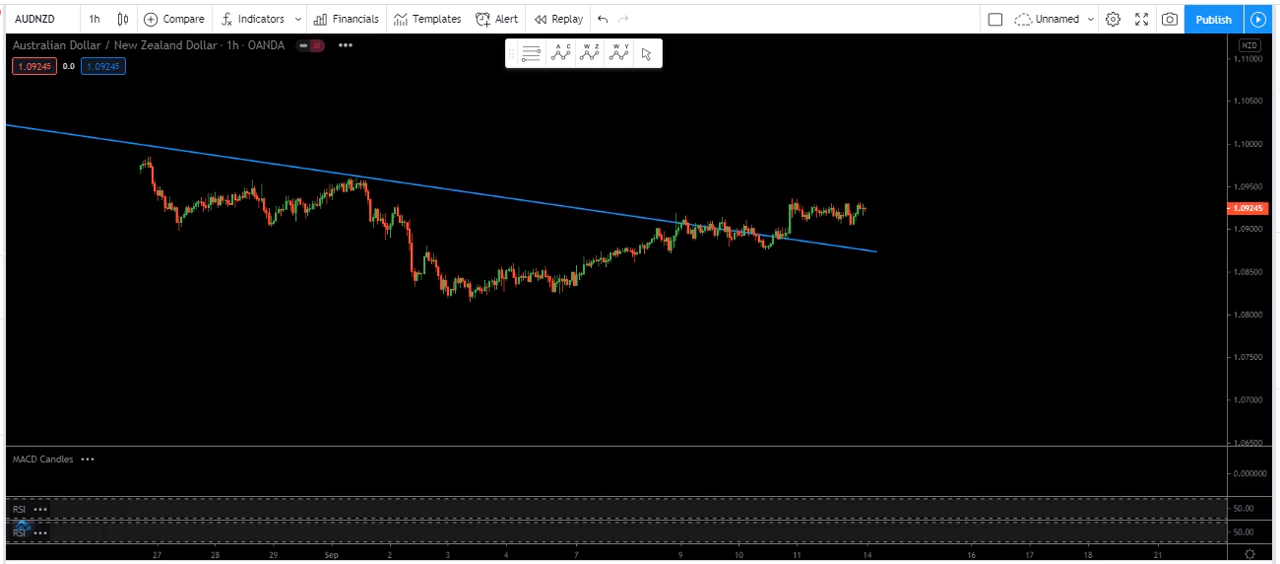 AUDNZD 1h Compare Indicators Financials Templates Alert Replay Unnamed Publish
Australian Dollar / New Zealand Dollar · 1h · OANDA
NZD
A C W Z W Y
1.09245 0.0 1.09245
1.11000
1.10500
1.10000
1.09500
1.09245
1.09000
1.08500
1.08000
1.07500
1.07000
1.06500
MACD Candles
0.000000
RSI 50.00
RSI 50.00
27 28 29 Sep 2 3 4 7 9 10 11 14 16 17 18 21